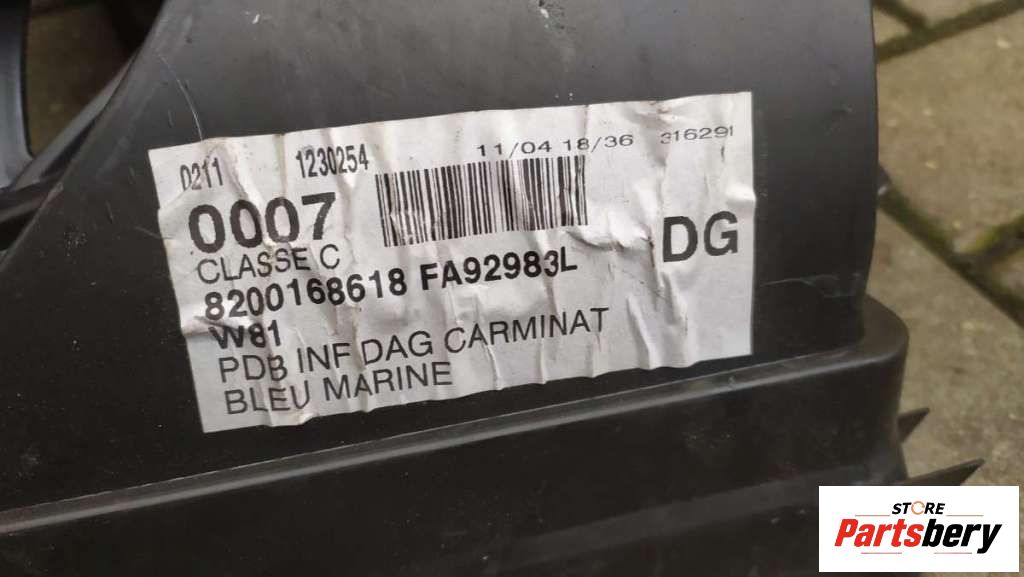 0211 1230254 11/04 18/36 316291
0007
CLASSE C
DG
8200168618 FA92983L
W81
PDB INF DAG CARMINAT
BLEU MARINE
STORE
Partsbery